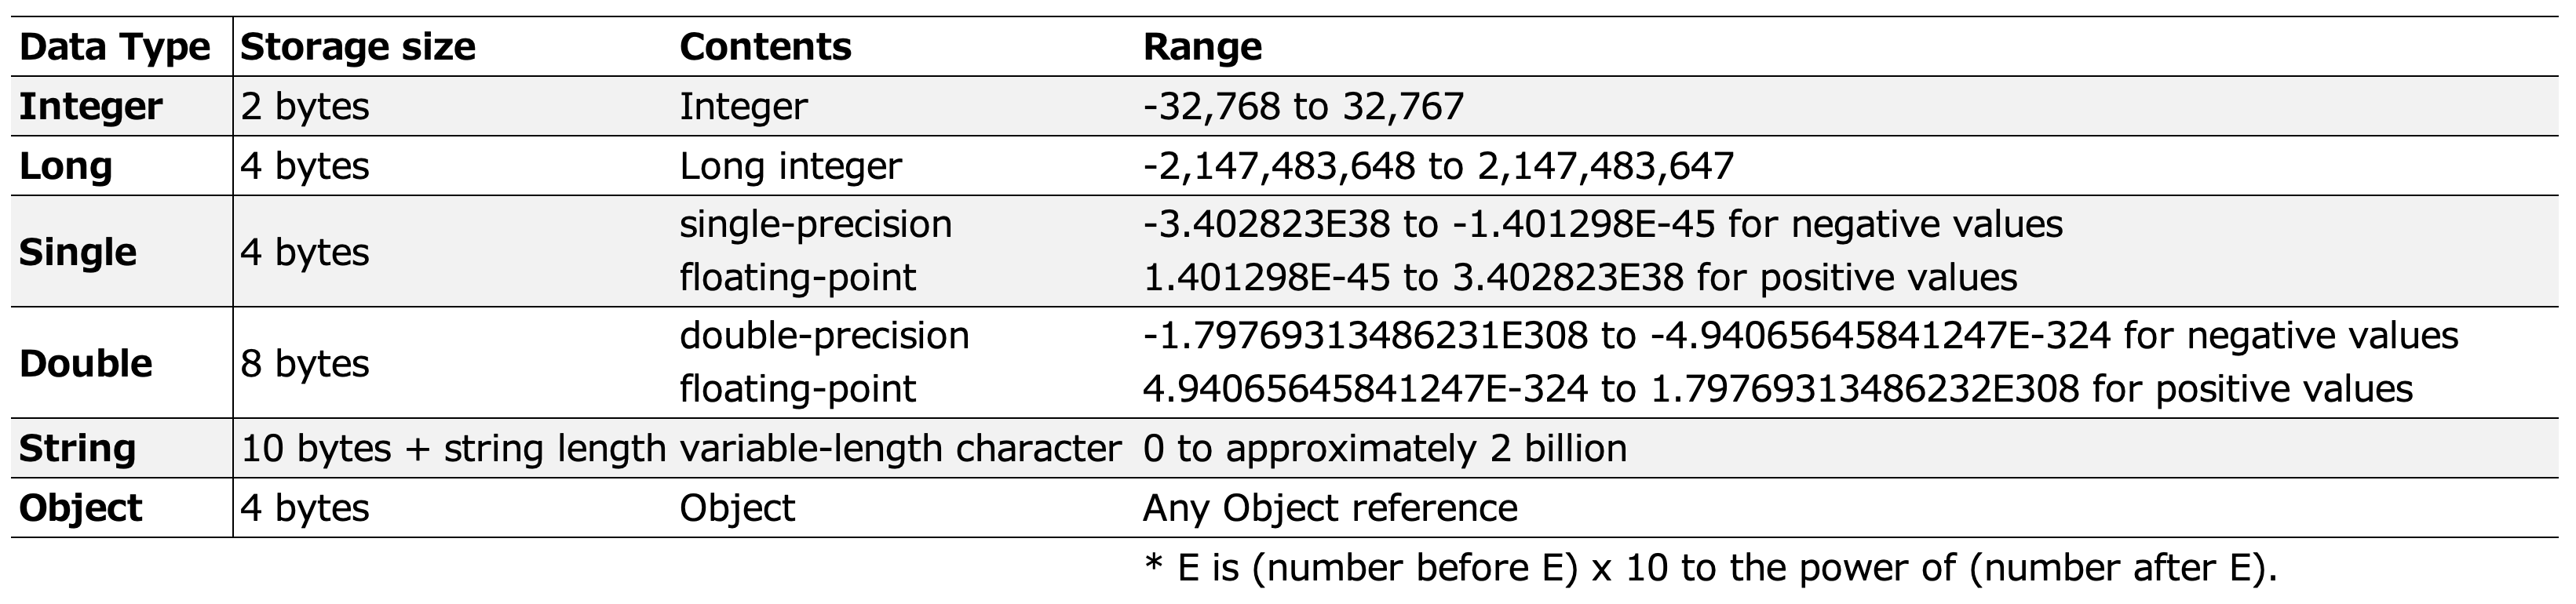 Data Type Storage size Contents Range
Integer 2 bytes Integer -32,768 to 32,767
Long 4 bytes Long integer -2,147,483,648 to 2,147,483,647
Single 4 bytes single-precision -3.402823E38 to -1.401298E-45 for negative values
floating-point 1.401298E-45 to 3.402823E38 for positive values
Double 8 bytes double-precision -1.79769313486231E308 to -4.94065645841247E-324 for negative values
floating-point 4.94065645841247E-324 to 1.79769313486232E308 for positive values
String 10 bytes + string length variable-length character 0 to approximately 2 billion
Object 4 bytes Object Any Object reference
* E is (number before E) x 10 to the power of (number after E).